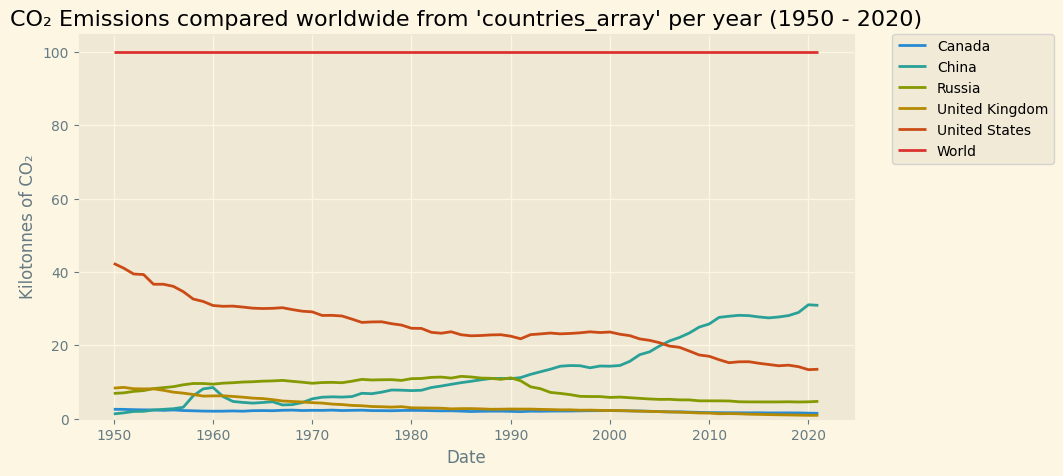 CO₂ Emissions compared worldwide from 'countries_array' per year (1950 - 2020)
Kilotonnes of CO₂
100
80
60
40
20
0
1950 1960 1970 1980 1990 2000 2010 2020
Date
Canada
China
Russia
United Kingdom
United States
World